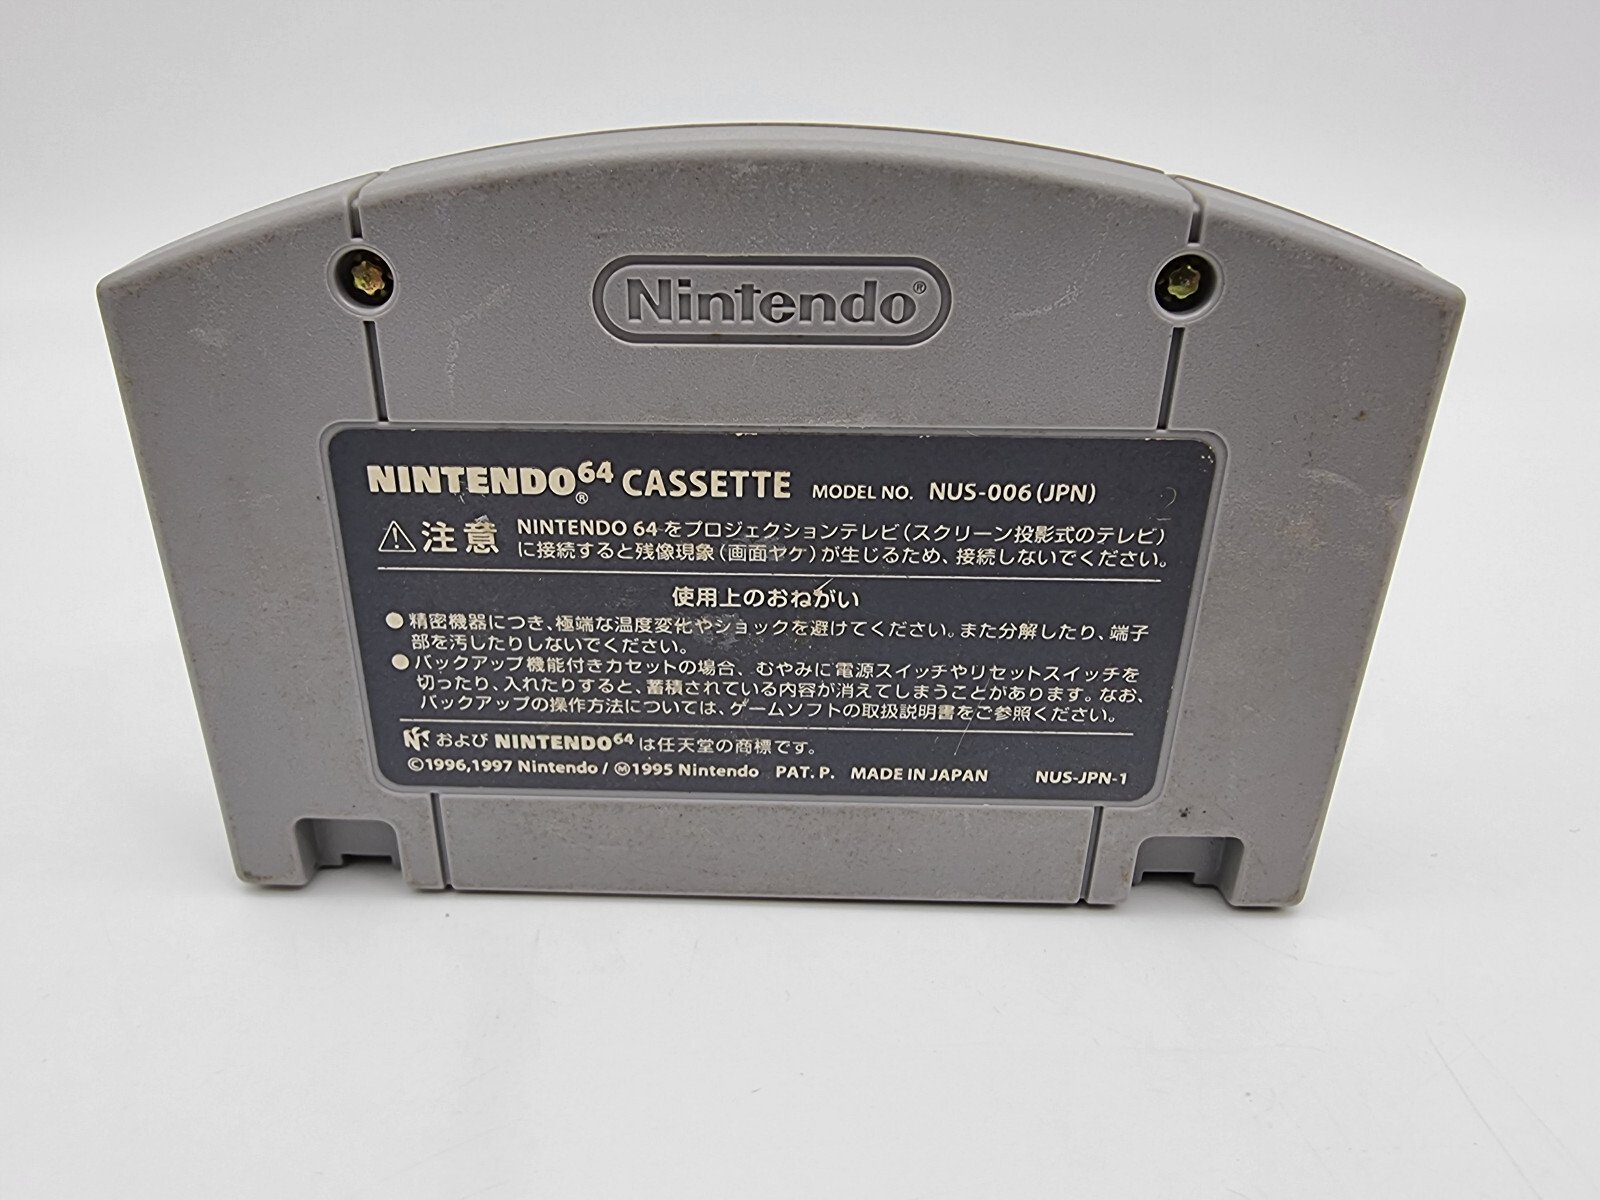 Nintendo®
NINTENDO64® CASSETTE MODEL NO. NUS-006(JPN)
⚠注意 NINTENDO 64をプロジェクションテレビ(スクリーン投影式のテレビ)
に接続すると残像現象(画面ヤケ)が生じるため、接続しないでください。
使用上のおねがい
●精密機器につき、極端な温度変化やショックを避けてください。また分解したり、端子
部を汚したりしないでください。
●バックアップ機能付きカセットの場合、むやみに電源スイッチやリセットスイッチを
切ったり、入れたりすると、蓄積されている内容が消えてしまうことがあります。なお、
バックアップの操作方法については、ゲームソフトの取扱説明書をご参照ください。
および NINTENDO64 は任天堂の商標です。
©1996,1997 Nintendo/Ⓜ1995 Nintendo PAT. P. MADE IN JAPAN NUS-JPN-1